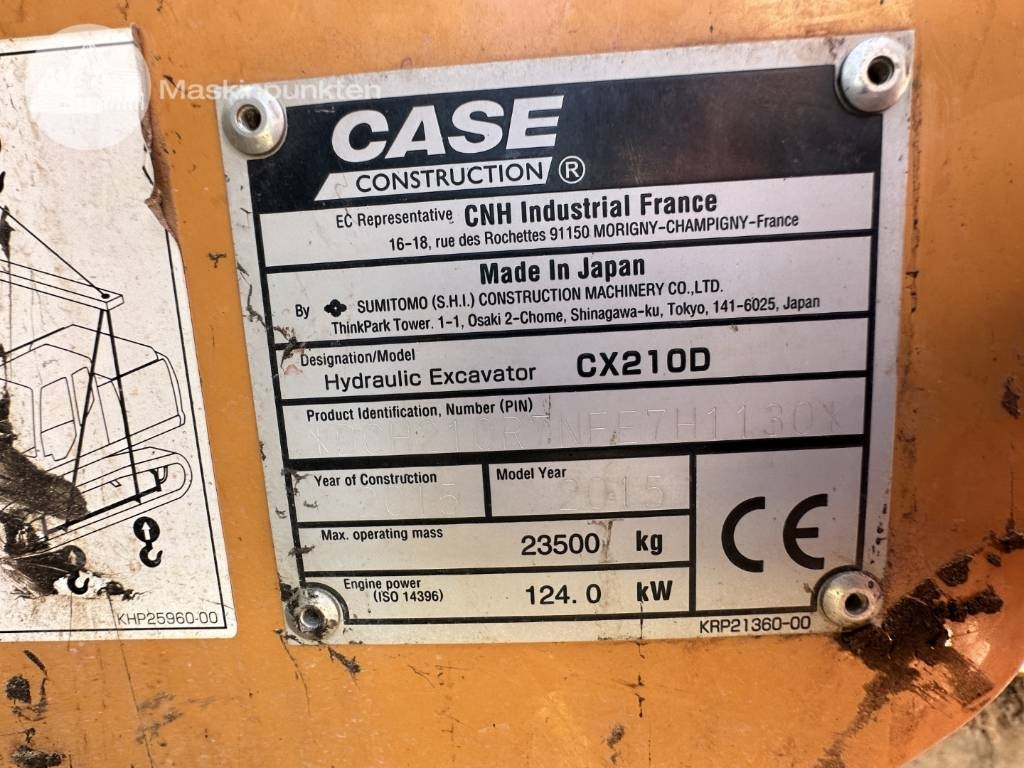 Maskinpunkten
CASE
CONSTRUCTION ®
EC Representative CNH Industrial France
16-18, rue des Rochettes 91150 MORIGNY-CHAMPIGNY-France
Made In Japan
By SUMITOMO (S.H.I.) CONSTRUCTION MACHINERY CO.,LTD.
ThinkPark Tower. 1-1, Osaki 2-Chome, Shinagawa-ku, Tokyo, 141-6025, Japan
Designation/Model
Hydraulic Excavator CX210D
Product Identification, Number (PIN)
Year of Construction
Model Year
2015
Max. operating mass
23500 kg
Engine power
(ISO 14396)
124.0 kW
CE
KRP21360-00
KHP25960-00